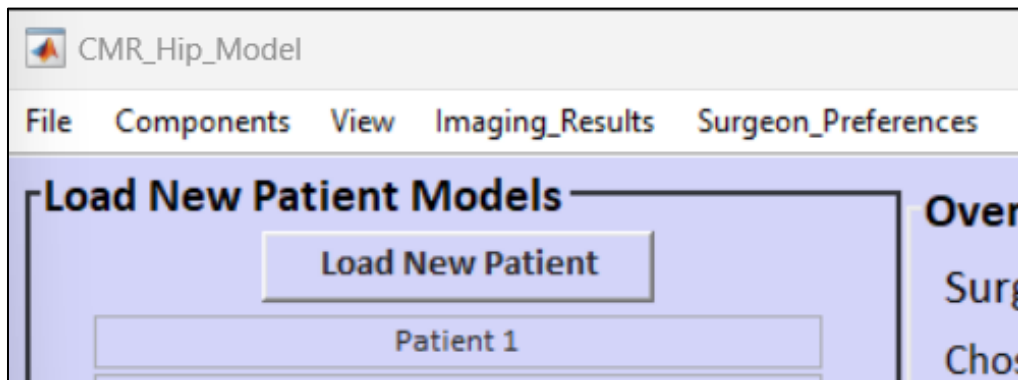 CMR_Hip_Model
File Components View Imaging_Results Surgeon_Preferences
Load New Patient Models
Load New Patient
Patient 1